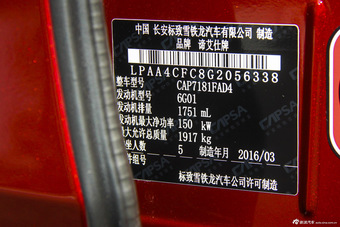 中国 长安标致雪铁龙汽车有限公司 制造
品牌 谛艾仕牌
LPAA4CFC8G2056338
整车型号 CAP7181FAD4
发动机型号 6G01
发动机排量 1751 mL
发动机最大净功率 150 kW
最大允许总质量 1917 kg
坐人数 5 制造年月 2016/03
件组号
标致雪铁龙汽车公司许可制造